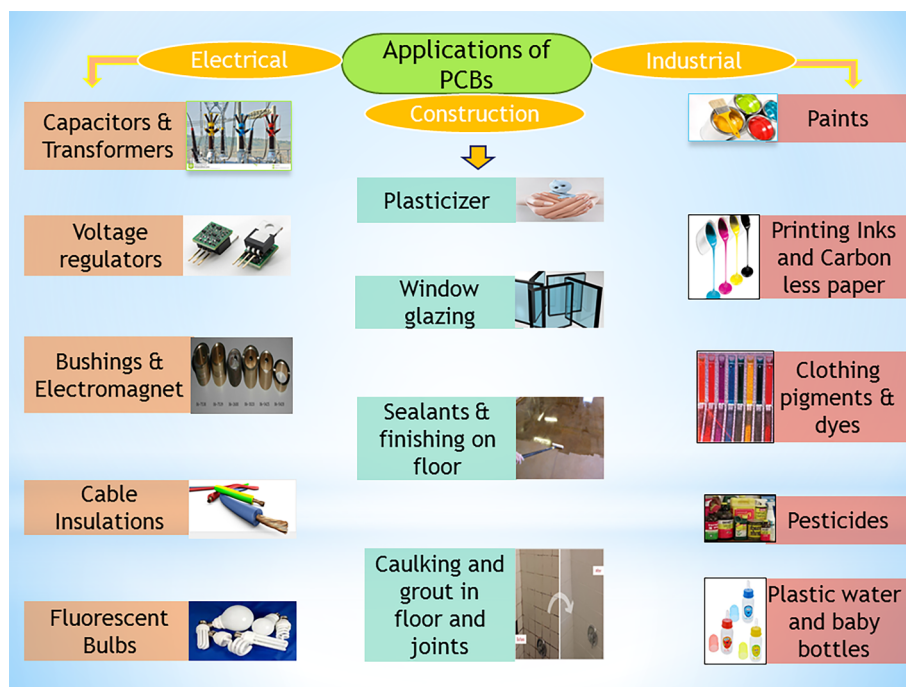 Applications of
PCBs
Electrical
Construction
Industrial
Capacitors &
Transformers
Voltage
regulators
Bushings &
Electromagnet
Cable
Insulations
Fluorescent
Bulbs
Plasticizer
Window
glazing
Sealants &
finishing on
floor
Caulking and
grout in
floor and
joints
Paints
Printing Inks
and Carbon
less paper
Clothing
pigments &
dyes
Pesticides
Plastic water
and baby
bottles